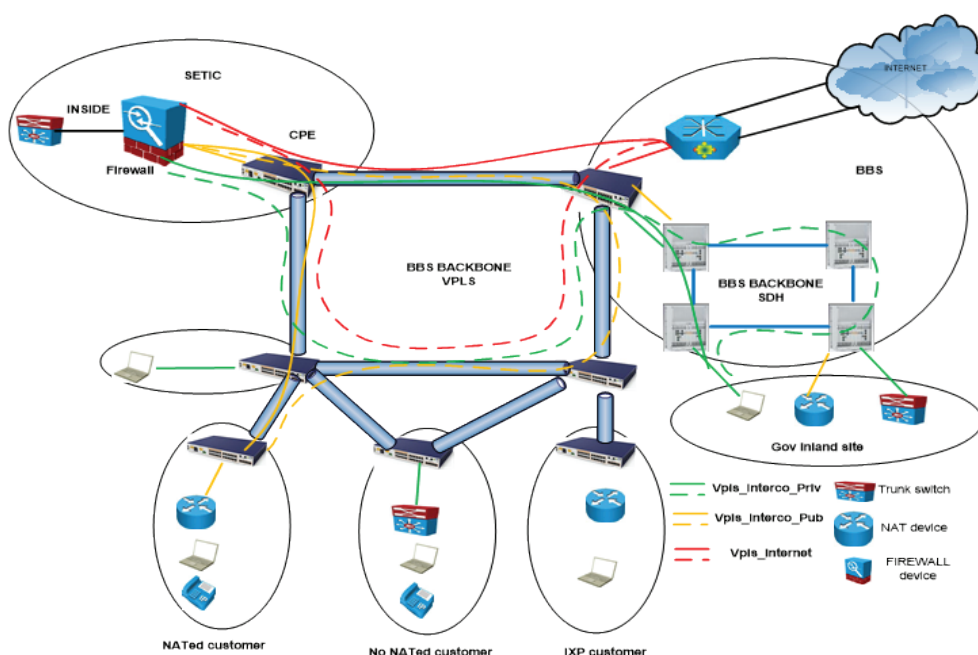 SETIC
INSIDE
CPE
Firewall
INTERNET
BBS
BBS BACKBONE
VPLS
BBS BACKBONE
SDH
Gov Inland site
Vpls_Interco_Priv
Trunk switch
Vpls_Interco_Pub
NAT device
Vpls_Internet
FIREWALL
device
NATed customer
No NATed customer
IXP customer